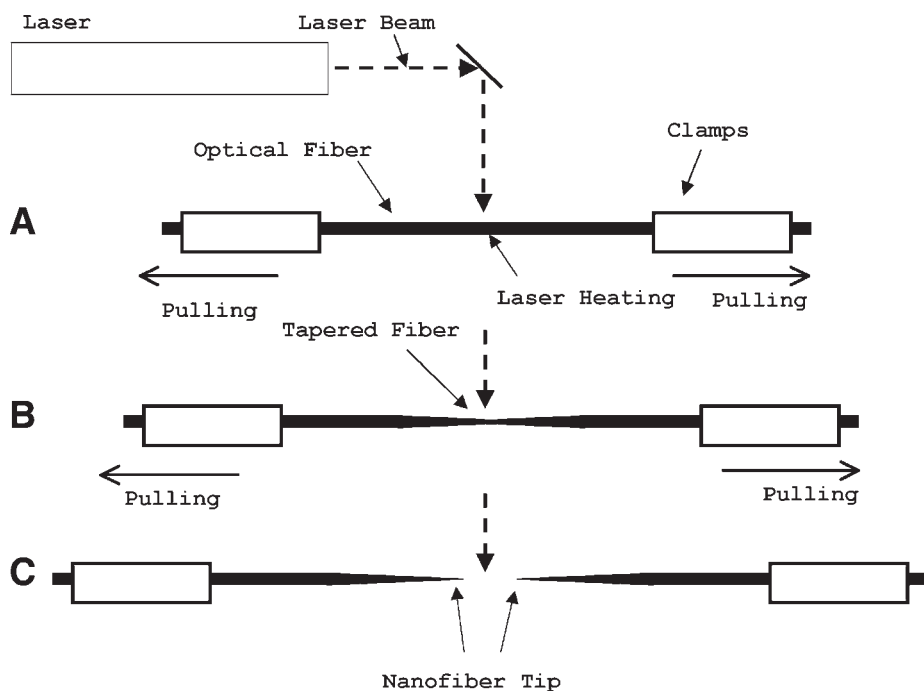 Laser
Laser Beam
Optical Fiber
Clamps
A
Laser Heating
Pulling
Pulling
Tapered Fiber
B
Pulling
Pulling
C
Nanofiber Tip